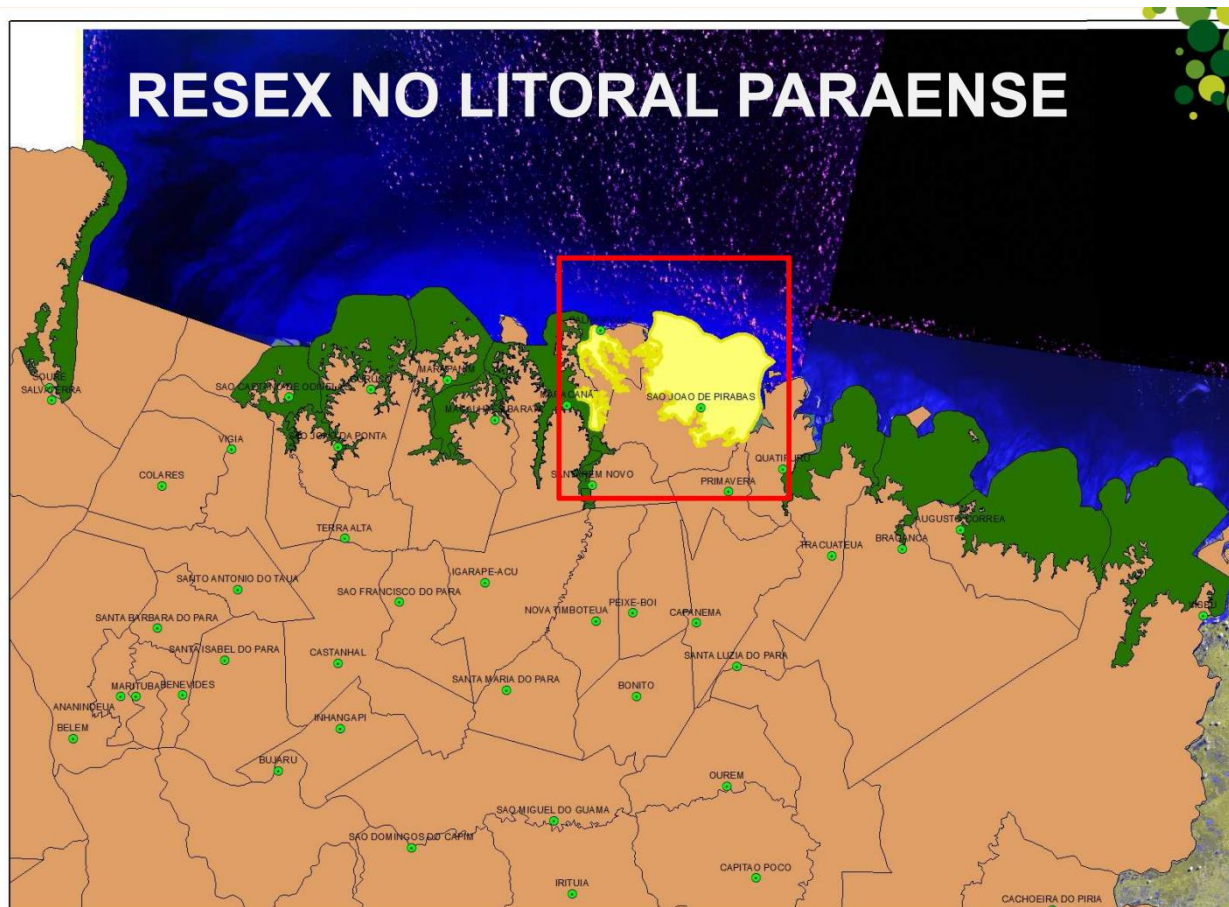 RESEX NO LITORAL PARAENSE
SAO JOAO DE PIRABAS
SALVATERRA
VIGIA
COLARES
SANTAREM NOVO
PRIMAVERA
QUATIPURU
TERRA ALTA
AUGUSTO CORREA
BRAGANCA
TRACUATEUA
IGARAPE-ACU
SANTO ANTONIO DO TAUA
SAO FRANCISCO DO PARA
NOVA TIMBOTEUA
PEIXE-BOI
CAPANEMA
SANTA BARBARA DO PARA
SANTA ISABEL DO PARA
CASTANHAL
SANTA LUZIA DO PARA
SANTA MARIA DO PARA
BONITO
MARITUBA
BENEVIDES
ANANINDEUA
BELEM
INHANGAPI
BUJARU
OUREM
SAO MIGUEL DO GUAMA
SAO DOMINGOS DO CAPIM
CAPITAO POCO
IRITUIA
CACHOEIRA DO PIRIA